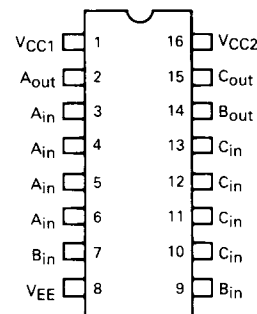 VCC1 1 16 VCC2
Aout 2 15 Cout
Ain 3 14 Bout
Ain 4 13 Cin
Ain 5 12 Cin
Ain 6 11 Cin
Bin 7 10 Cin
VEE 8 9 Bin